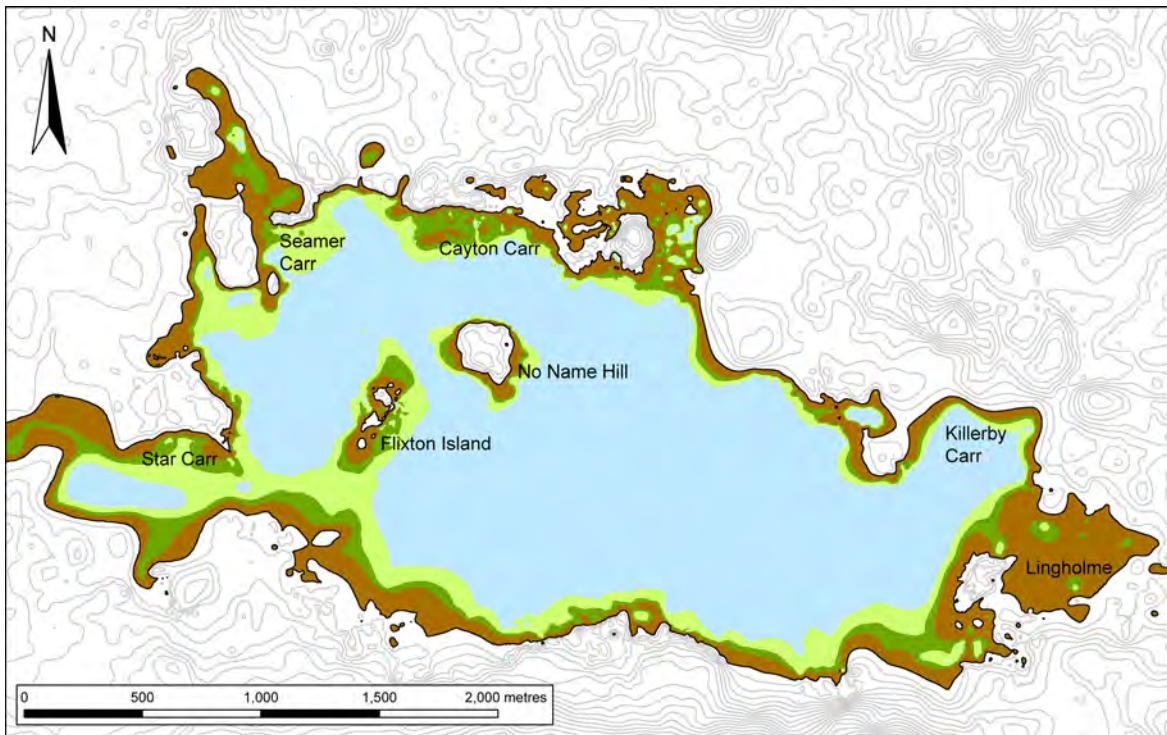 N
Seamer
Carr
Cayton Carr
No Name Hill
Flixton Island
Star Carr
Killerby
Carr
Lingholme
0 500 1,000 1,500 2,000 metres